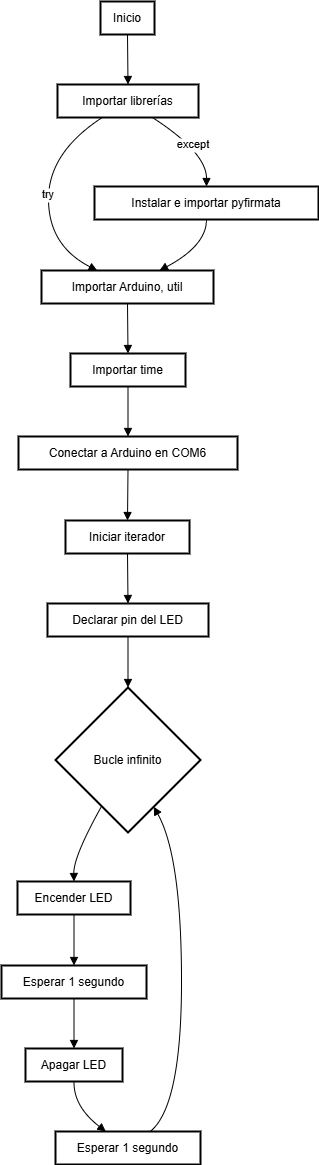 Inicio
Importar librerías
except
try
Instalar e importar pyfirmata
Importar Arduino, util
Importar time
Conectar a Arduino en COM6
Iniciar iterador
Declarar pin del LED
Bucle infinito
Encender LED
Esperar 1 segundo
Apagar LED
Esperar 1 segundo